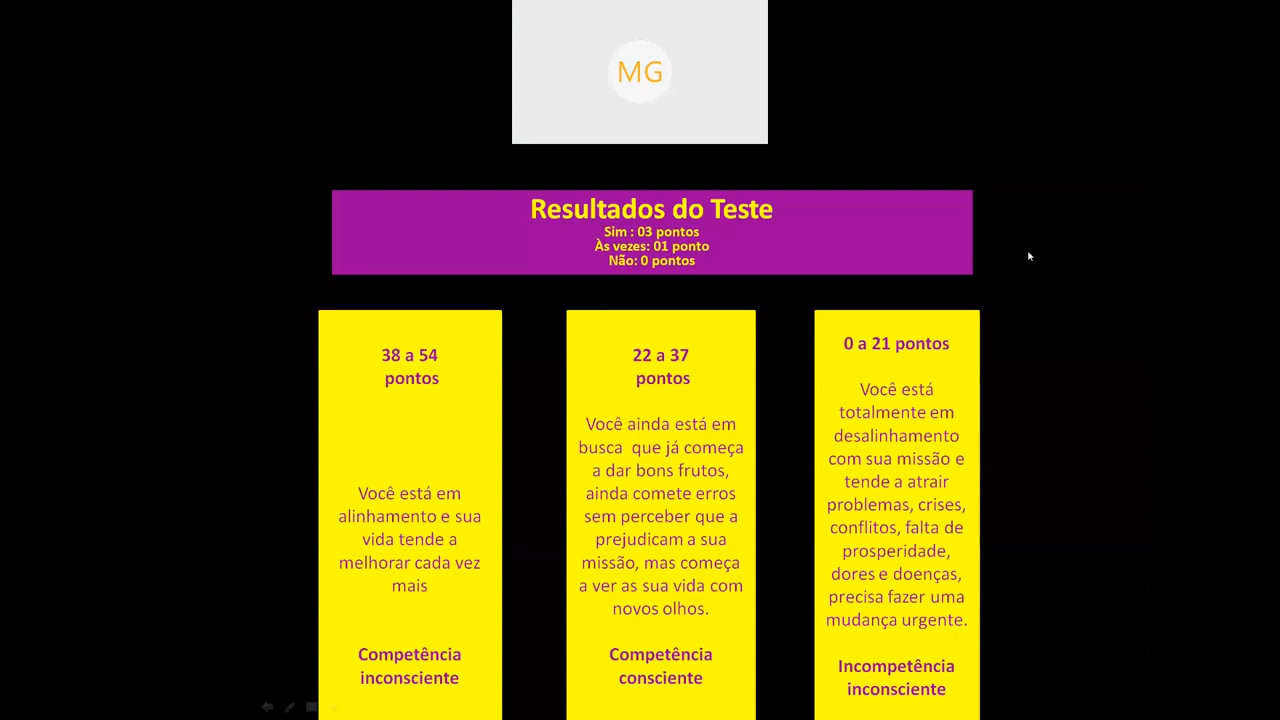 MG
Resultados do Teste
Sim : 03 pontos
Às vezes: 01 ponto
Não: 0 pontos
38 a 54
pontos
Você está em
alinhamento e sua
vida tende a
melhorar cada vez
mais
Competência
inconsciente
22 a 37
pontos
Você ainda está em
busca que já começa
a dar bons frutos,
ainda comete erros
sem perceber que a
prejudicam a sua
missão, mas começa
a ver as sua vida com
novos olhos.
Competência
consciente
0 a 21 pontos
Você está
totalmente em
desalinhamento
com sua missão e
tende a atrair
problemas, crises,
conflitos, falta de
prosperidade,
dores e doenças,
precisa fazer uma
mudança urgente.
Incompetência
inconsciente